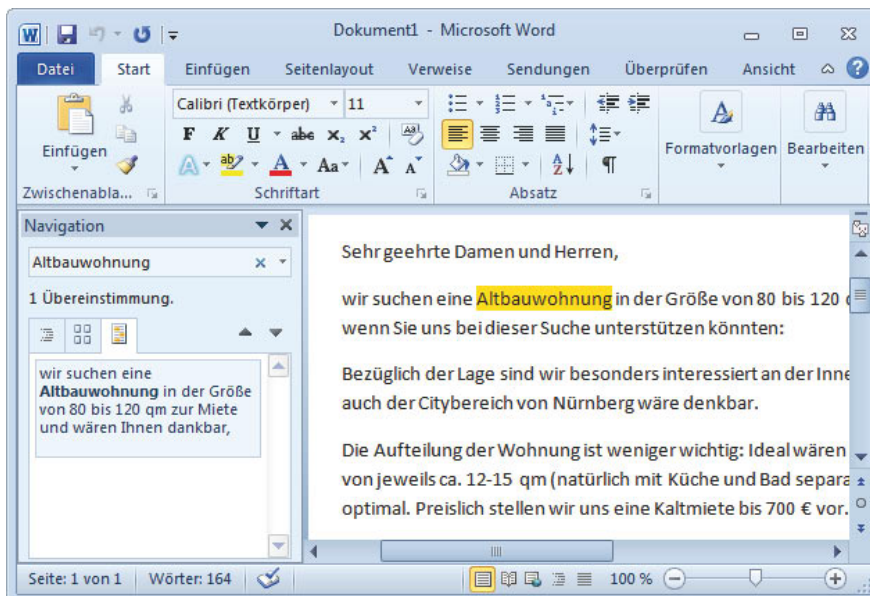 Dokument1 - Microsoft Word
Datei Start Einfügen Seitenlayout Verweise Sendungen Überprüfen Ansicht
Einfügen
Calibri (Textkörper) 11
F K U abc x₂ x²
A ab A Aa A A
Formatvorlagen Bearbeiten
Zwischenabla... Schriftart Absatz
Navigation
Altbauwohnung
1 Übereinstimmung.
wir suchen eine
Altbauwohnung in der Größe
von 80 bis 120 qm zur Miete
und wären Ihnen dankbar,
Sehr geehrte Damen und Herren,
wir suchen eine Altbauwohnung in der Größe von 80 bis 120
wenn Sie uns bei dieser Suche unterstützen könnten:
Bezüglich der Lage sind wir besonders interessiert an der Inne
auch der Citybereich von Nürnberg wäre denkbar.
Die Aufteilung der Wohnung ist weniger wichtig: Ideal wären
von jeweils ca. 12-15 qm (natürlich mit Küche und Bad separa
optimal. Preislich stellen wir uns eine Kaltmiete bis 700 € vor.
Seite: 1 von 1 Wörter: 164 100 %